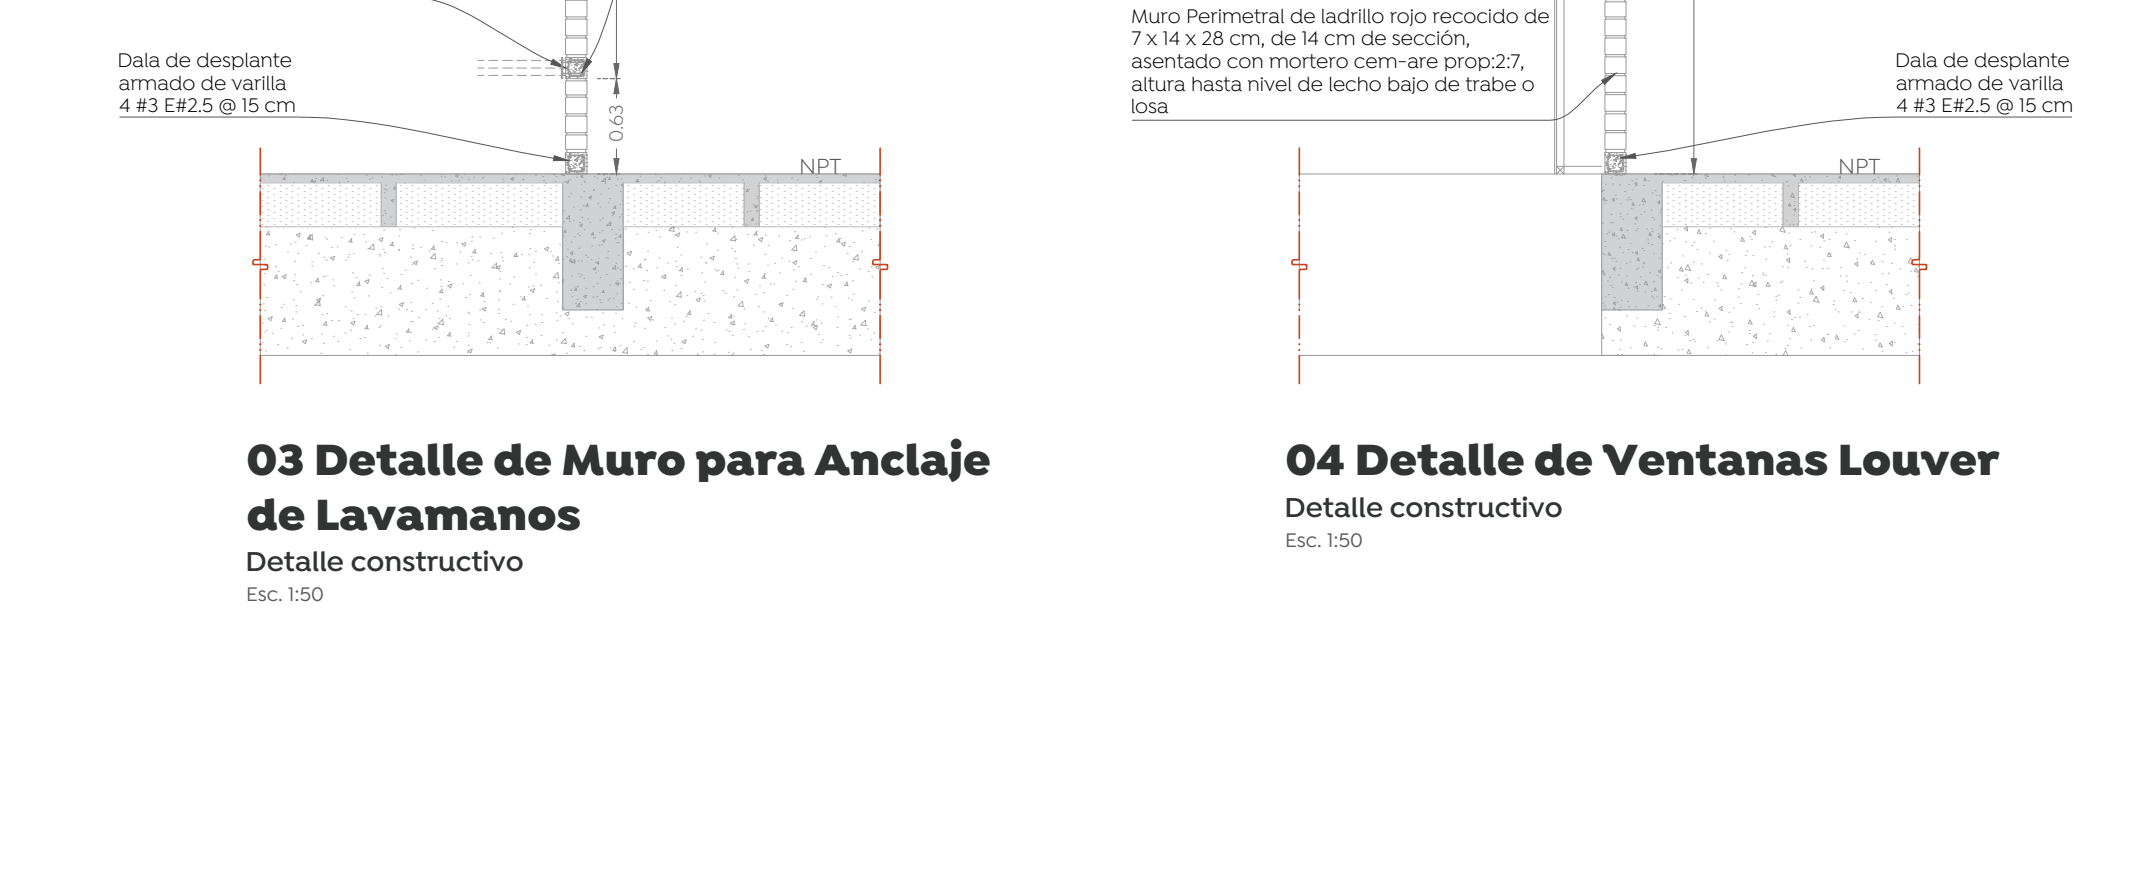 Dala de desplante
armado de varilla
4 #3 E#2.5 @ 15 cm
0.63
NPT
03 Detalle de Muro para Anclaje
de Lavamanos
Detalle constructivo
Esc. 1:50
Muro Perimetral de ladrillo rojo recocido de
7 x 14 x 28 cm, de 14 cm de sección,
asentado con mortero cem-are prop:2:7,
altura hasta nivel de lecho bajo de trabe o
losa
Dala de desplante
armado de varilla
4 #3 E#2.5 @ 15 cm
NPT
04 Detalle de Ventanas Louver
Detalle constructivo
Esc. 1:50